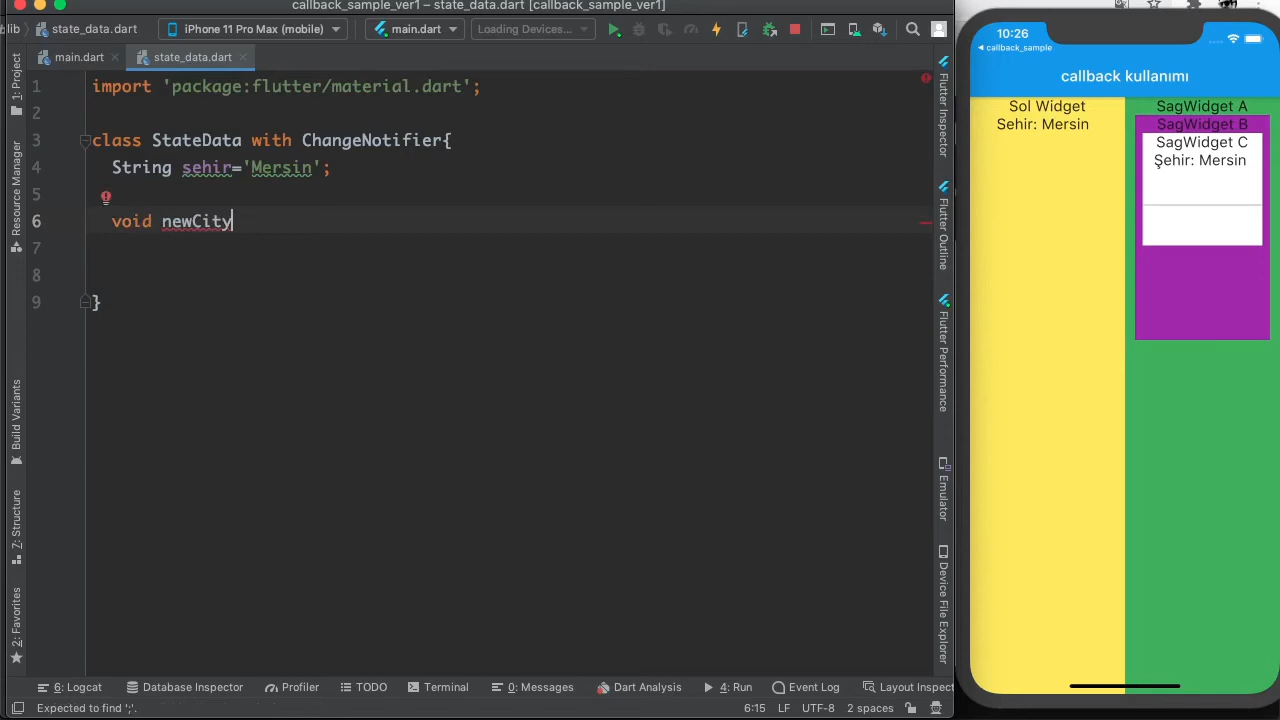 callback_sample_ver1 – state_data.dart [callback_sample_ver1]
lib
state_data.dart
iPhone 11 Pro Max (mobile)
main.dart
Loading Devices...
main.dart
state_data.dart
1: Project
Resource Manager
Build Variants
Z: Structure
2: Favorites
1 import 'package:flutter/material.dart';
2
3 class StateData with ChangeNotifier{
4 String sehir='Mersin';
5
6 void newCity
7
8
9 }
Flutter Inspector
Flutter Outline
Flutter Performance
Emulator
Device File Explorer
6: Logcat
Database Inspector
Profiler
TODO
Terminal
0: Messages
Dart Analysis
4: Run
Event Log
Layout Inspect
Expected to find ';'.
6:15
LF
UTF-8
2 spaces
10:26
callback_sample
callback kullanımı
Sol Widget
Sehir: Mersin
SagWidget A
SagWidget B
SagWidget C
Şehir: Mersin